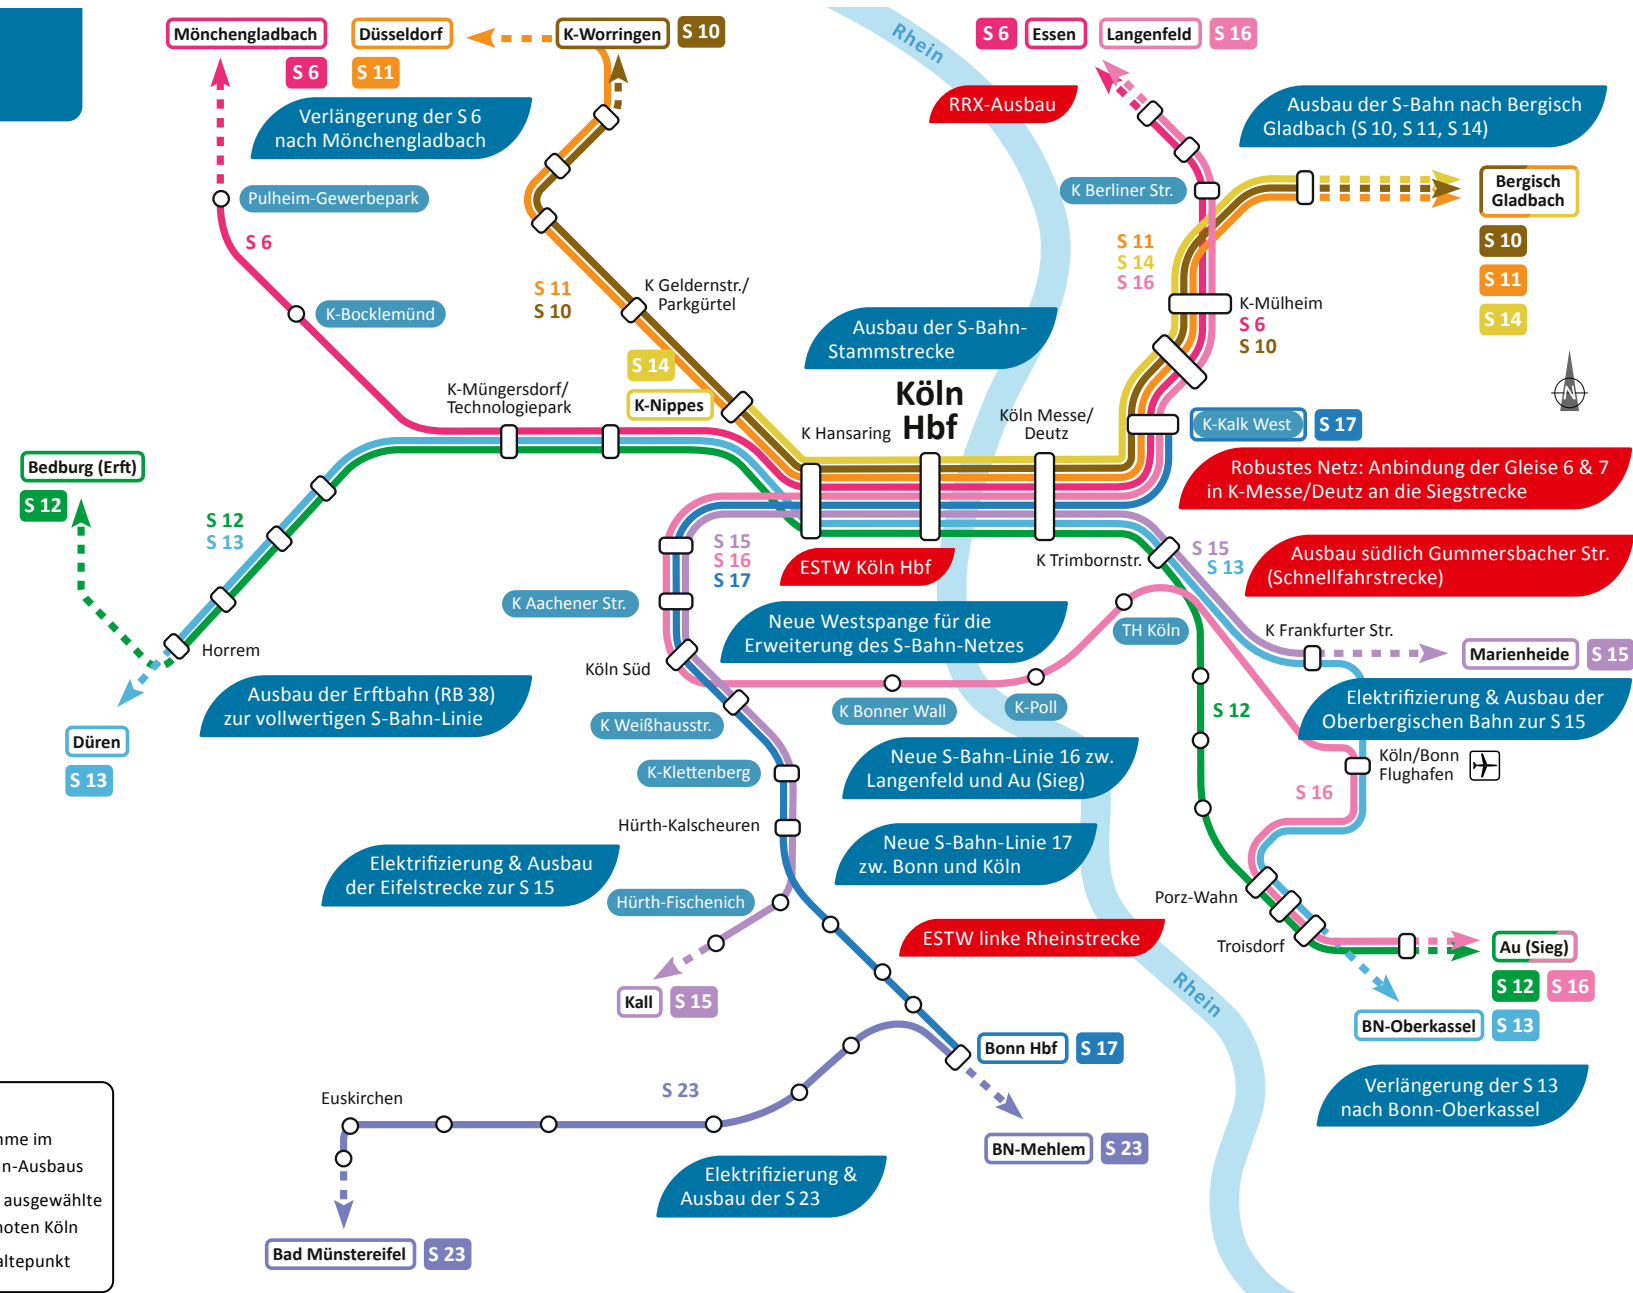 Mönchengladbach
S 6
Düsseldorf
S 11
K-Worringen
S 10
Rhein
S 6
Essen
Langenfeld
S 16
Verlängerung der S 6
nach Mönchengladbach
RRX-Ausbau
Ausbau der S-Bahn nach Bergisch
Gladbach (S 10, S 11, S 14)
Pulheim-Gewerbepark
S 6
K Berliner Str.
Bergisch
Gladbach
S 10
S 11
S 14
S 11
S 14
S 16
K-Bocklemünd
S 11
S 10
K Geldernstr./
Parkgürtel
K-Mülheim
S 6
S 10
Ausbau der S-Bahn-
Stammstrecke
S 14
K-Nippes
K-Müngersdorf/
Technologiepark
K Hansaring
Köln
Hbf
Köln Messe/
Deutz
K-Kalk West
S 17
Bedburg (Erft)
S 12
Robustes Netz: Anbindung der Gleise 6 & 7
in K-Messe/Deutz an die Siegstrecke
S 12
S 13
S 15
S 16
S 17
ESTW Köln Hbf
K Trimbornstr.
S 15
S 13
Ausbau südlich Gummersbacher Str.
(Schnellfahrstrecke)
K Aachener Str.
Neue Westspange für die
Erweiterung des S-Bahn-Netzes
TH Köln
K Frankfurter Str.
Marienheide
S 15
Horrem
Köln Süd
Ausbau der Erftbahn (RB 38)
zur vollwertigen S-Bahn-Linie
K Weißhausstr.
K Bonner Wall
K-Poll
S 12
Elektrifizierung & Ausbau der
Oberbergischen Bahn zur S 15
Düren
S 13
K-Klettenberg
Neue S-Bahn-Linie 16 zw.
Langenfeld und Au (Sieg)
Köln/Bonn
Flughafen
S 16
Hürth-Kalscheuren
Neue S-Bahn-Linie 17
zw. Bonn und Köln
Elektrifizierung & Ausbau
der Eifelstrecke zur S 15
Hürth-Fischenich
Porz-Wahn
ESTW linke Rheinstrecke
Troisdorf
Au (Sieg)
S 12
S 16
Kall
S 15
Rhein
BN-Oberkassel
S 13
Bonn Hbf
S 17
Verlängerung der S 13
nach Bonn-Oberkassel
S 23
Euskirchen
BN-Mehlem
S 23
Elektrifizierung &
Ausbau der S 23
Bad Münstereifel
S 23
me im
n-Ausbaus
ausgewählte
noten Köln
altepunkt
N